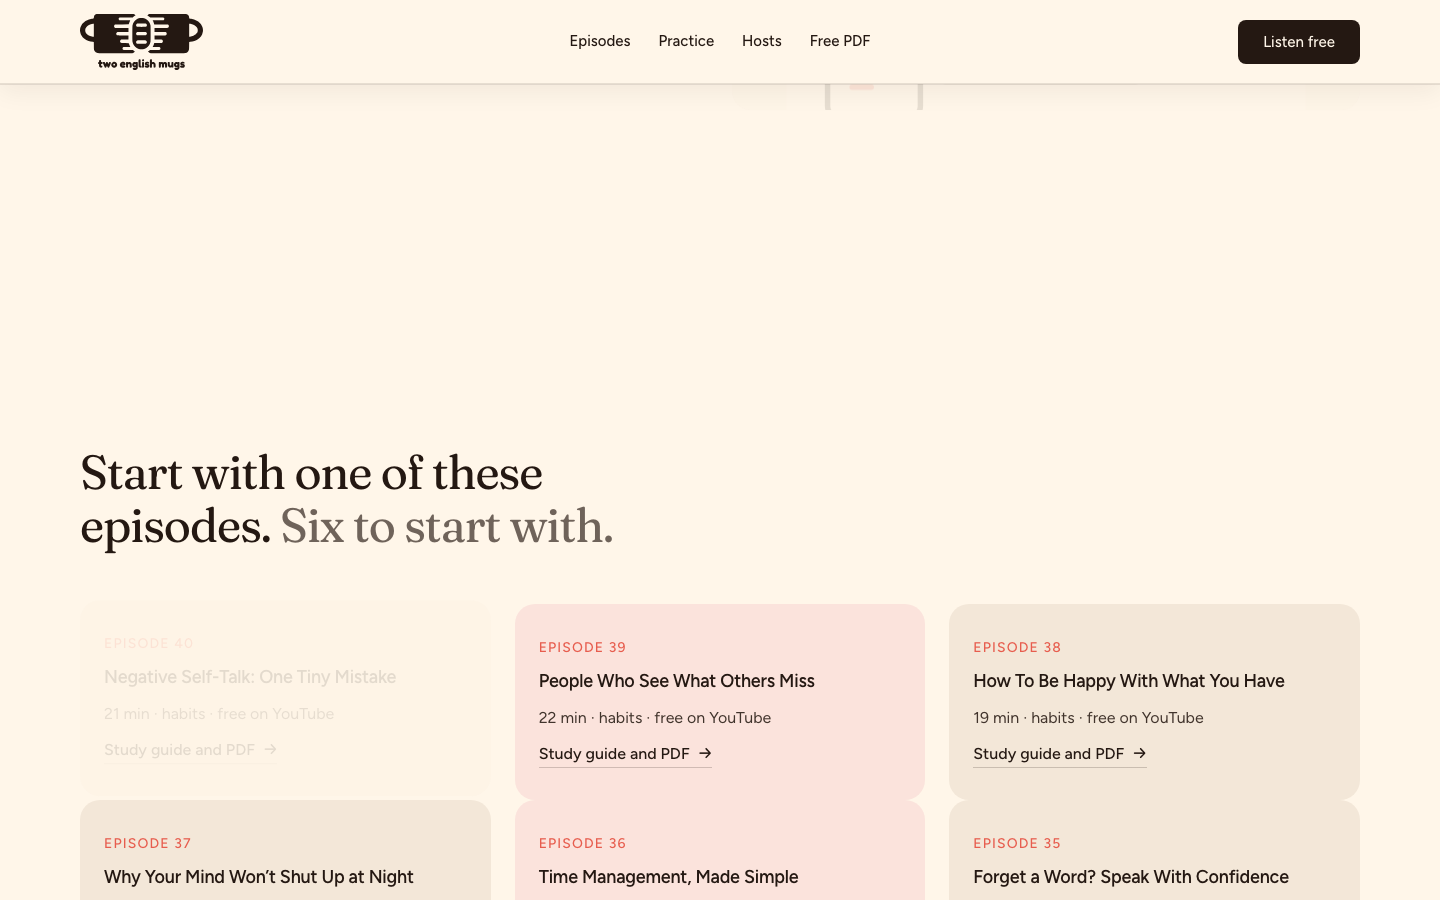 two english mugs
Episodes
Practice
Hosts
Free PDF
Listen free
Start with one of these
episodes. Six to start with.
EPISODE 40
Negative Self-Talk: One Tiny Mistake
21 min · habits · free on YouTube
Study guide and PDF →
EPISODE 39
People Who See What Others Miss
22 min · habits · free on YouTube
Study guide and PDF →
EPISODE 38
How To Be Happy With What You Have
19 min · habits · free on YouTube
Study guide and PDF →
EPISODE 37
Why Your Mind Won’t Shut Up at Night
EPISODE 36
Time Management, Made Simple
EPISODE 35
Forget a Word? Speak With Confidence